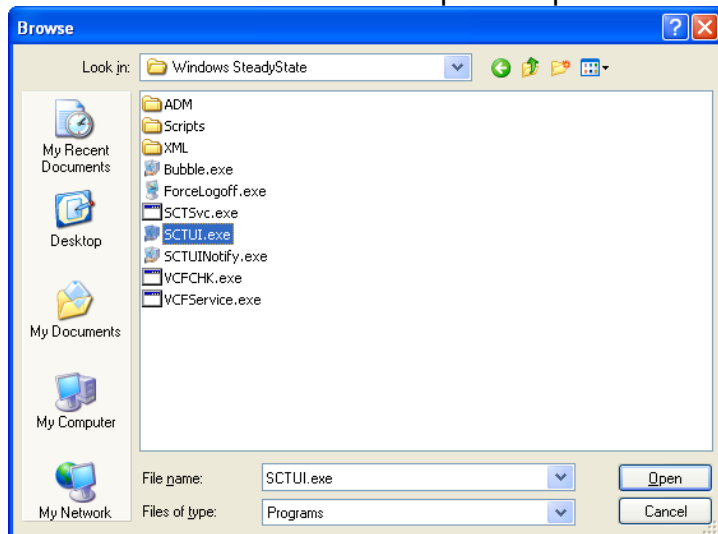 Browse
Look in:
Windows SteadyState
My Recent
Documents
Desktop
My Documents
My Computer
My Network
ADM
Scripts
XML
Bubble.exe
ForceLogoff.exe
SCTSvc.exe
SCTUI.exe
SCTUINotify.exe
VCFCHK.exe
VCFService.exe
File name:
SCTUI.exe
Open
Files of type:
Programs
Cancel